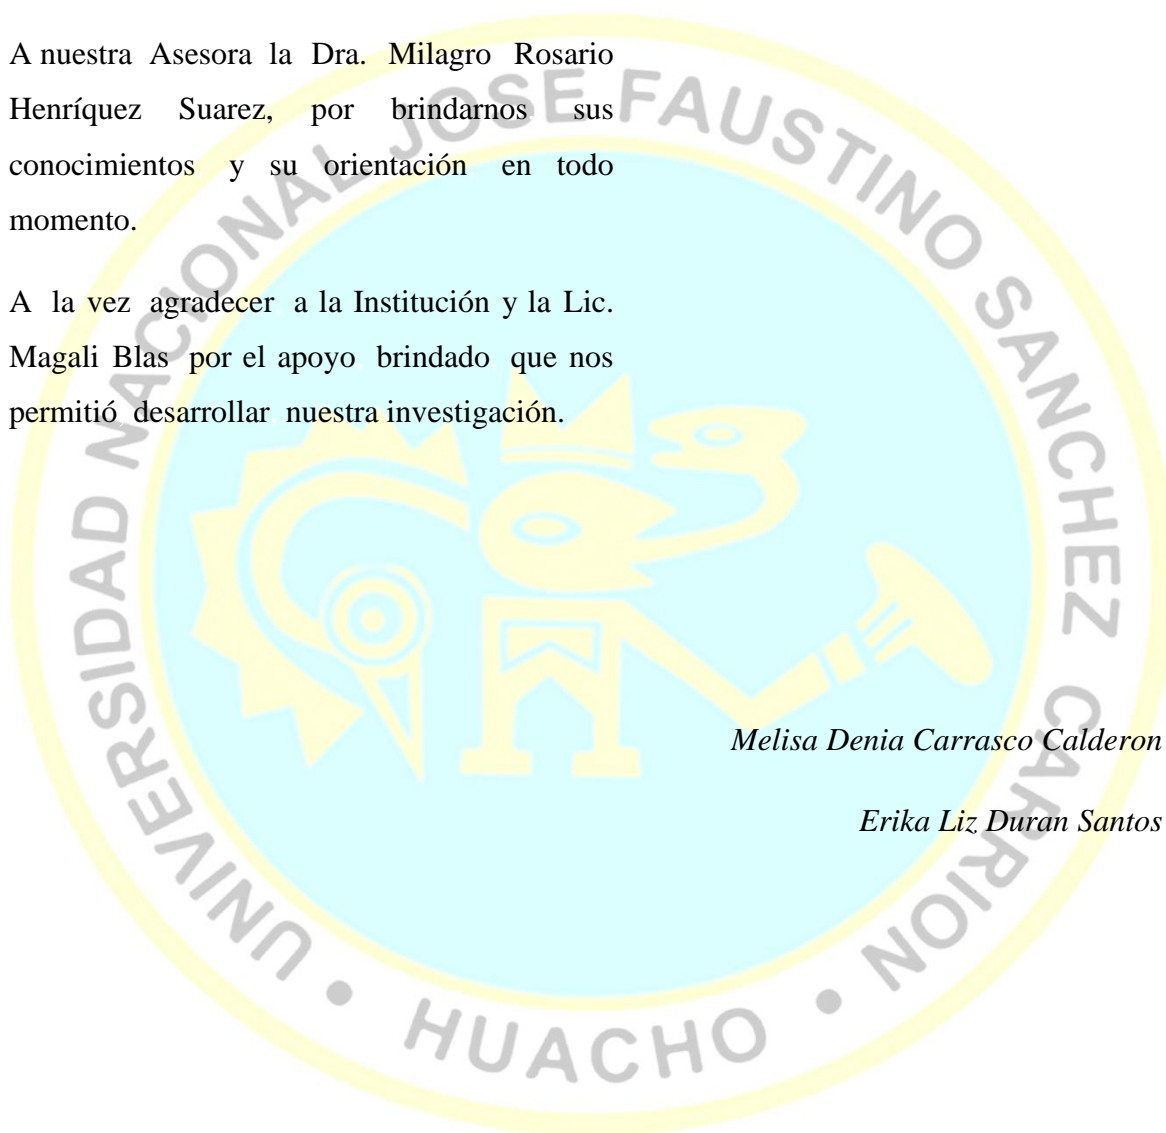 A nuestra Asesora la Dra. Milagro Rosario
Henríquez Suarez, por brindarnos sus
conocimientos y su orientación en todo
momento.
A la vez agradecer a la Institución y la Lic.
Magali Blas por el apoyo brindado que nos
permitió desarrollar nuestra investigación.
Melisa Denia Carrasco Calderon
Erika Liz Duran Santos
UNIVERSIDAD NACIONAL JOSE FAUSTINO SANCHEZ CARRION • HUACHO •